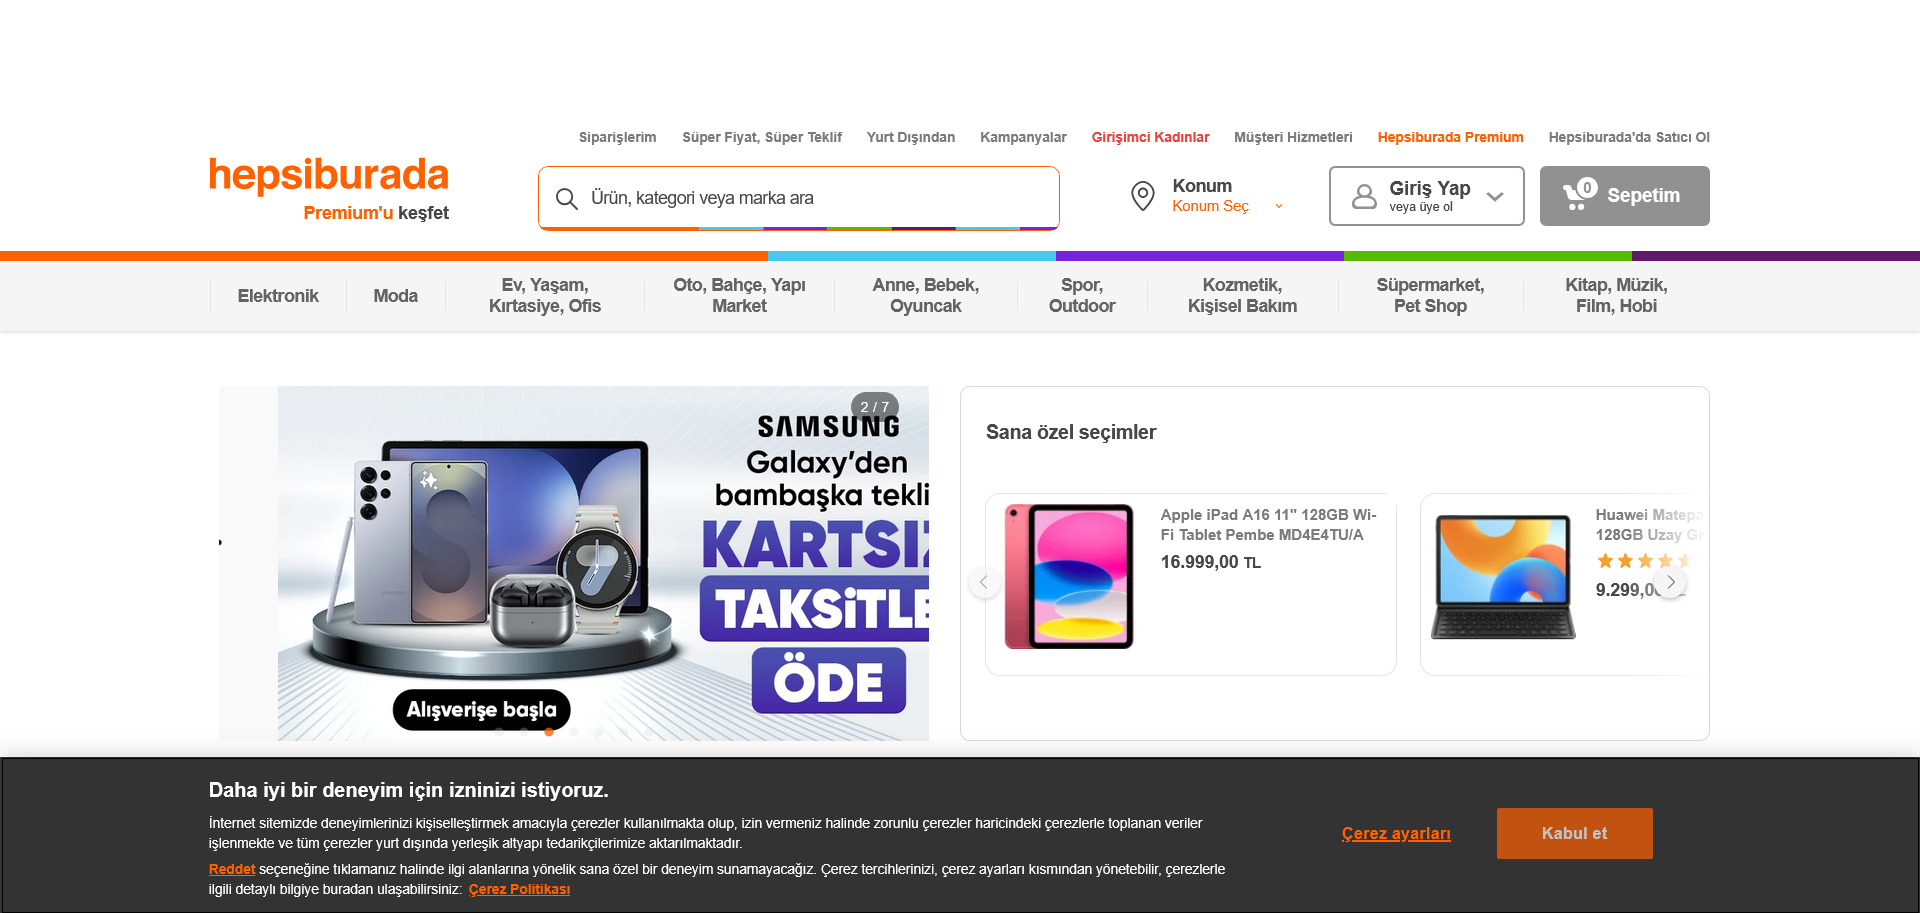 Siparişlerim Süper Fiyat, Süper Teklif Yurt Dışından Kampanyalar Girişimci Kadınlar Müşteri Hizmetleri Hepsiburada Premium Hepsiburada'da Satıcı Ol
hepsiburada
Premium'u keşfet
Ürün, kategori veya marka ara
Konum
Konum Seç
Giriş Yap
veya üye ol
0
Sepetim
Elektronik
Moda
Ev, Yaşam,
Kırtasiye, Ofis
Oto, Bahçe, Yapı
Market
Anne, Bebek,
Oyuncak
Spor,
Outdoor
Kozmetik,
Kişisel Bakım
Süpermarket,
Pet Shop
Kitap, Müzik,
Film, Hobi
2 / 7
SAMSUNG
Galaxy'den
bambaşka tekli
KARTSIZ
TAKSİTLE
ÖDE
Alışverişe başla
Sana özel seçimler
Apple iPad A16 11" 128GB Wi-
Fi Tablet Pembe MD4E4TU/A
16.999,00 TL
Huawei Matepa
128GB Uzay Gr
9.299,0
Daha iyi bir deneyim için izninizi istiyoruz.
İnternet sitemizde deneyimlerinizi kişiselleştirmek amacıyla çerezler kullanılmakta olup, izin vermeniz halinde zorunlu çerezler haricindeki çerezlerle toplanan veriler
işlenmekte ve tüm çerezler yurt dışında yerleşik altyapı tedarikçilerimize aktarılmaktadır.
Reddet seçeneğine tıklamanız halinde ilgi alanlarına yönelik sana özel bir deneyim sunamayacağız. Çerez tercihlerinizi, çerez ayarları kısmından yönetebilir, çerezlerle
ilgili detaylı bilgiye buradan ulaşabilirsiniz: Çerez Politikası
Çerez ayarları
Kabul et